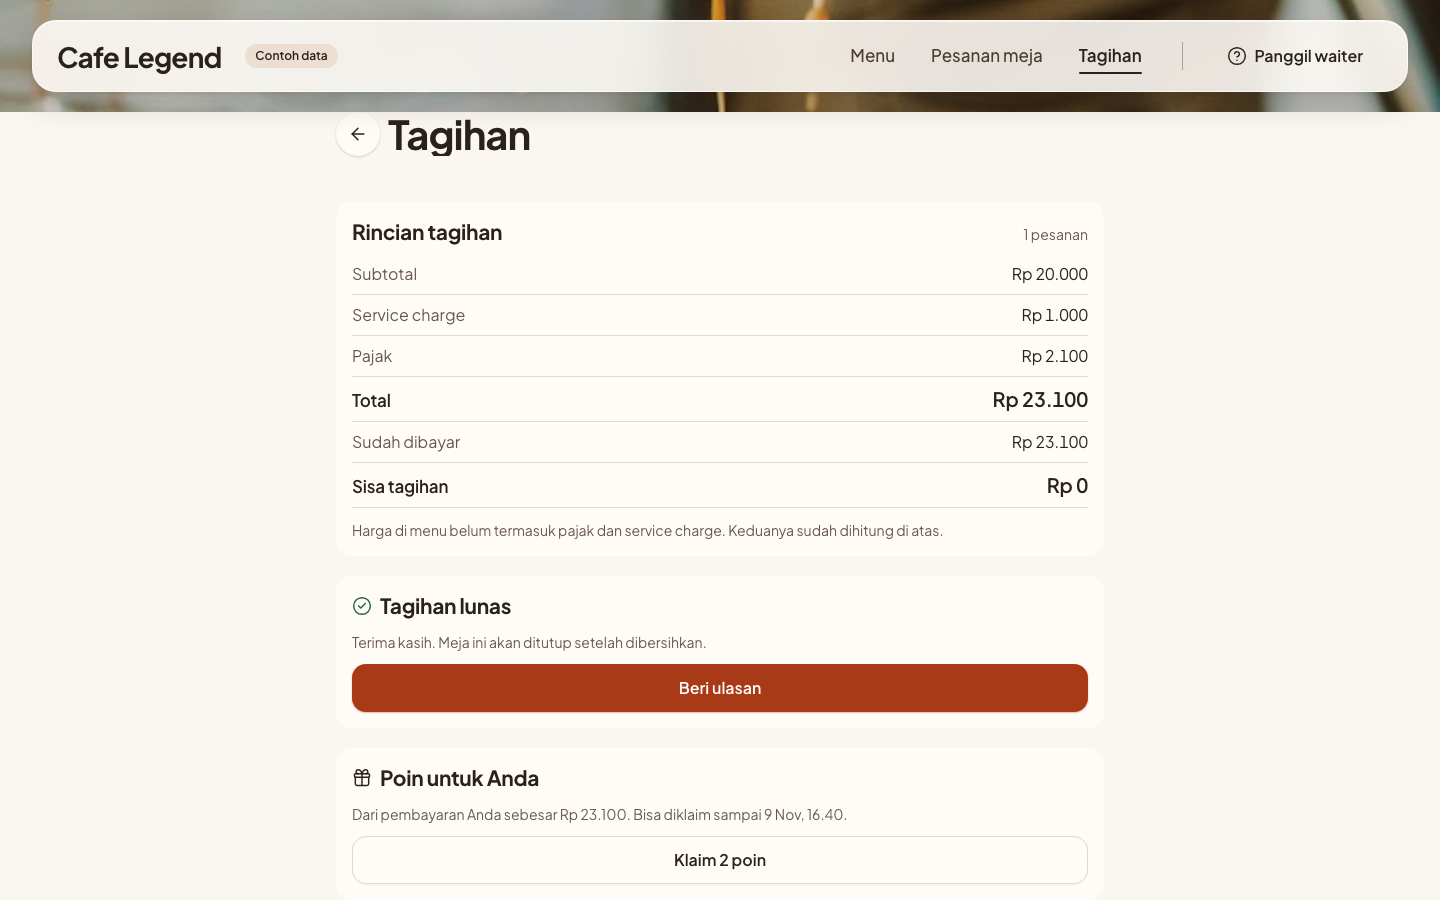 Cafe Legend
Contoh data
Menu
Pesanan meja
Tagihan
Panggil waiter
Tagihan
Rincian tagihan
1 pesanan
Subtotal Rp 20.000
Service charge Rp 1.000
Pajak Rp 2.100
Total Rp 23.100
Sudah dibayar Rp 23.100
Sisa tagihan Rp 0
Harga di menu belum termasuk pajak dan service charge. Keduanya sudah dihitung di atas.
Tagihan lunas
Terima kasih. Meja ini akan ditutup setelah dibersihkan.
Beri ulasan
Poin untuk Anda
Dari pembayaran Anda sebesar Rp 23.100. Bisa diklaim sampai 9 Nov, 16.40.
Klaim 2 poin